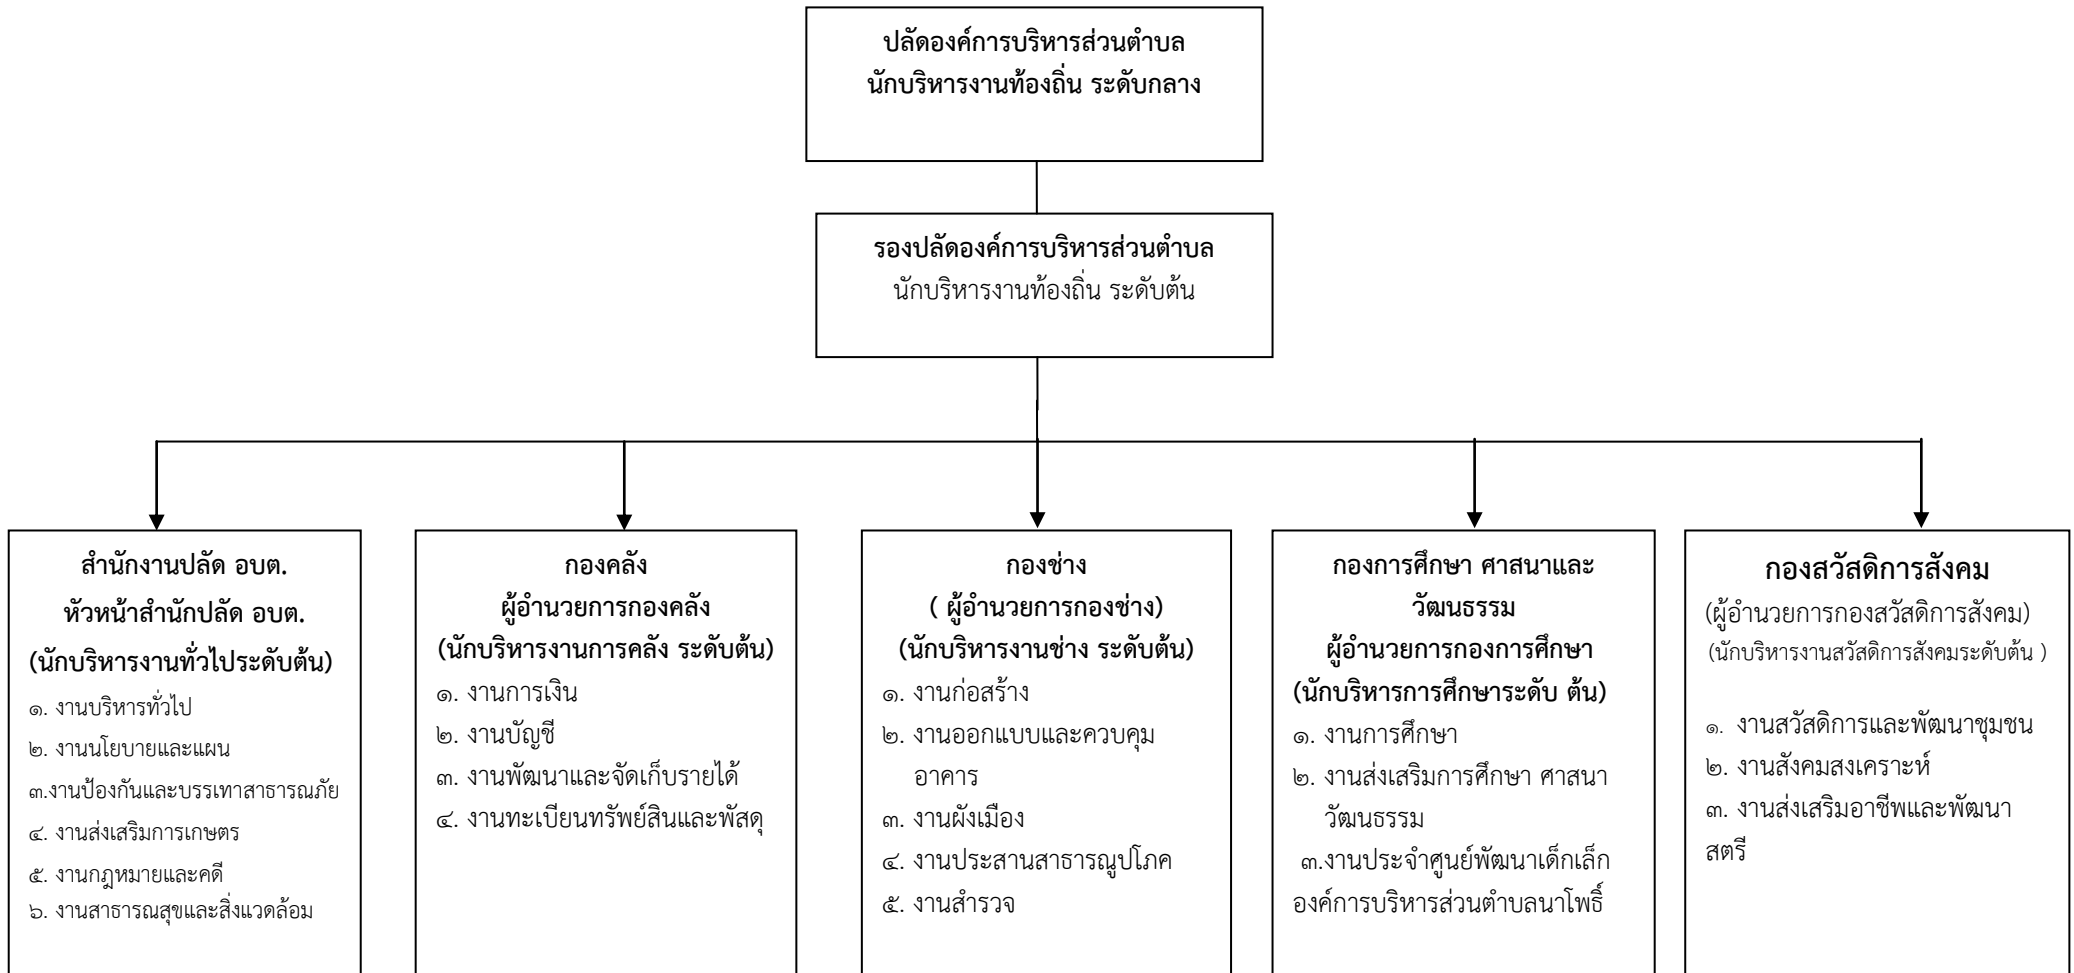 ปลัดองค์การบริหารส่วนตำบล
นักบริหารงานท้องถิ่น ระดับกลาง
รองปลัดองค์การบริหารส่วนตำบล
นักบริหารงานท้องถิ่น ระดับต้น
สำนักงานปลัด อบต.
หัวหน้าสำนักปลัด อบต.
(นักบริหารงานทั่วไประดับต้น)
๑. งานบริหารทั่วไป
๒. งานนโยบายและแผน
๓.งานป้องกันและบรรเทาสาธารณภัย
๔. งานส่งเสริมการเกษตร
๕. งานกฎหมายและคดี
๖. งานสาธารณสุขและสิ่งแวดล้อม
กองคลัง
ผู้อำนวยการกองคลัง
(นักบริหารงานการคลัง ระดับต้น)
๑. งานการเงิน
๒. งานบัญชี
๓. งานพัฒนาและจัดเก็บรายได้
๔. งานทะเบียนทรัพย์สินและพัสดุ
กองช่าง
( ผู้อำนวยการกองช่าง)
(นักบริหารงานช่าง ระดับต้น)
๑. งานก่อสร้าง
๒. งานออกแบบและควบคุม
อาคาร
๓. งานผังเมือง
๔. งานประสานสาธารณูปโภค
๕. งานสำรวจ
กองการศึกษา ศาสนาและ
วัฒนธรรม
ผู้อำนวยการกองการศึกษา
(นักบริหารการศึกษาระดับ ต้น)
๑. งานการศึกษา
๒. งานส่งเสริมการศึกษา ศาสนา
วัฒนธรรม
๓.งานประจำศูนย์พัฒนาเด็กเล็ก
องค์การบริหารส่วนตำบลนาโพธิ์
กองสวัสดิการสังคม
(ผู้อำนวยการกองสวัสดิการสังคม)
(นักบริหารงานสวัสดิการสังคมระดับต้น )
๑. งานสวัสดิการและพัฒนาชุมชน
๒. งานสังคมสงเคราะห์
๓. งานส่งเสริมอาชีพและพัฒนา
สตรี